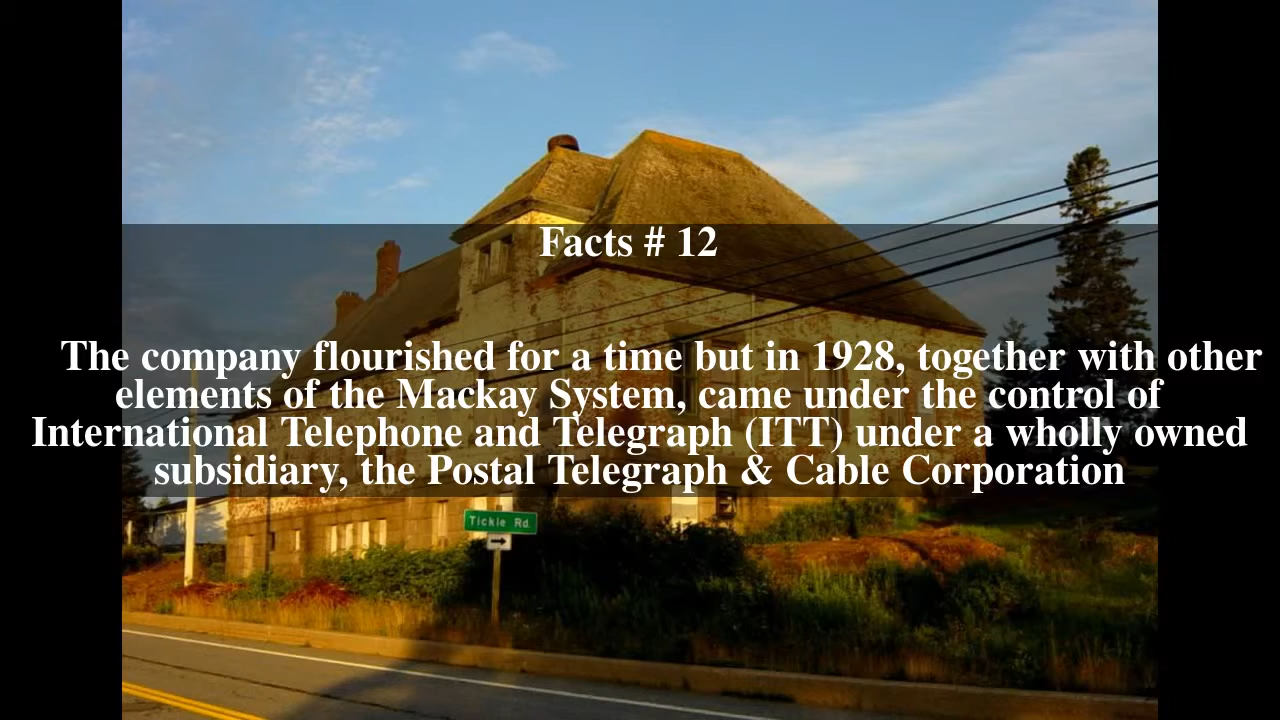 Facts # 12
The company flourished for a time but in 1928, together with other
elements of the Mackay System, came under the control of
International Telephone and Telegraph (ITT) under a wholly owned
subsidiary, the Postal Telegraph & Cable Corporation
Tickle Rd